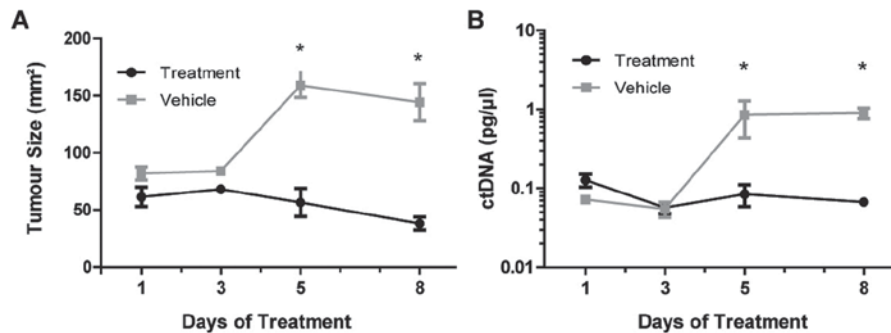 A
Tumour Size (mm²)
200
150
100
50
0
Treatment
Vehicle
*
*
1 3 5 8
Days of Treatment
B
ctDNA (pg/µl)
10
1
0.1
0.01
Treatment
Vehicle
*
*
1 3 5 8
Days of Treatment